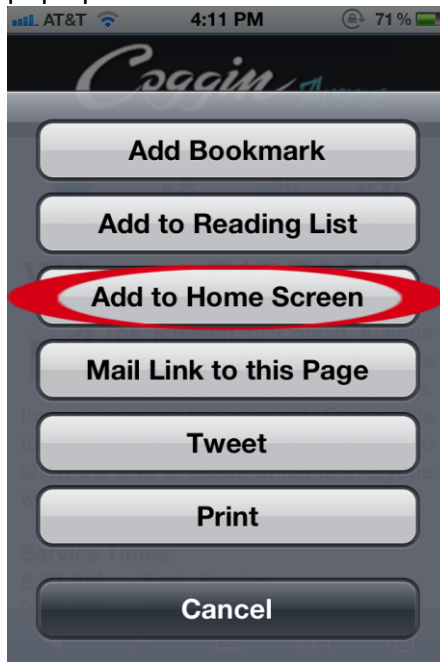 AT&T 4:11 PM 71%
Coggin Avenue
Add Bookmark
Add to Reading List
Add to Home Screen
Mail Link to this Page
Tweet
Print
Service Times:
Cancel